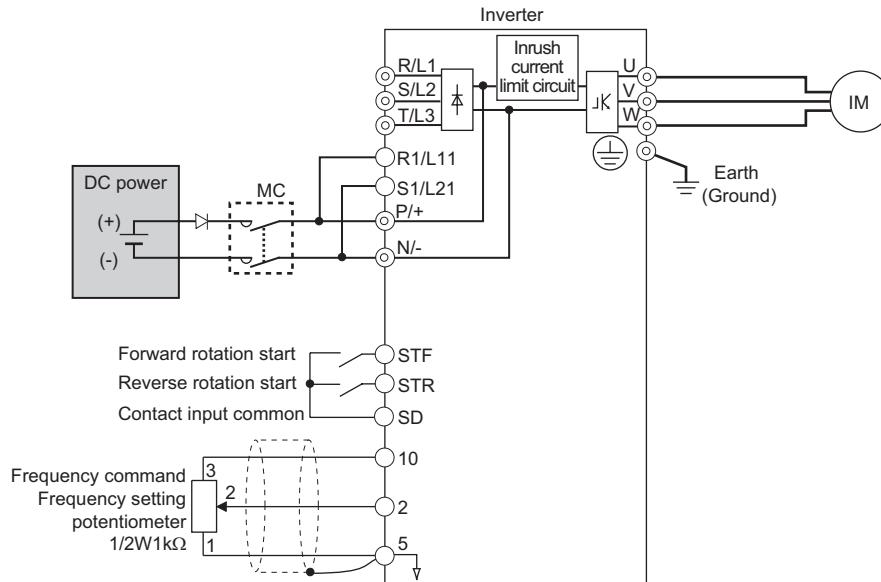 Inverter
R/L1
S/L2
T/L3
Inrush
current
limit circuit
U
V
W
IM
R1/L11
S1/L21
P/+
N/-
Earth
(Ground)
DC power
(+)
(-)
MC
Forward rotation start
STF
Reverse rotation start
STR
Contact input common
SD
Frequency command
Frequency setting
potentiometer
1/2W1kΩ
3
2
1
10
2
5